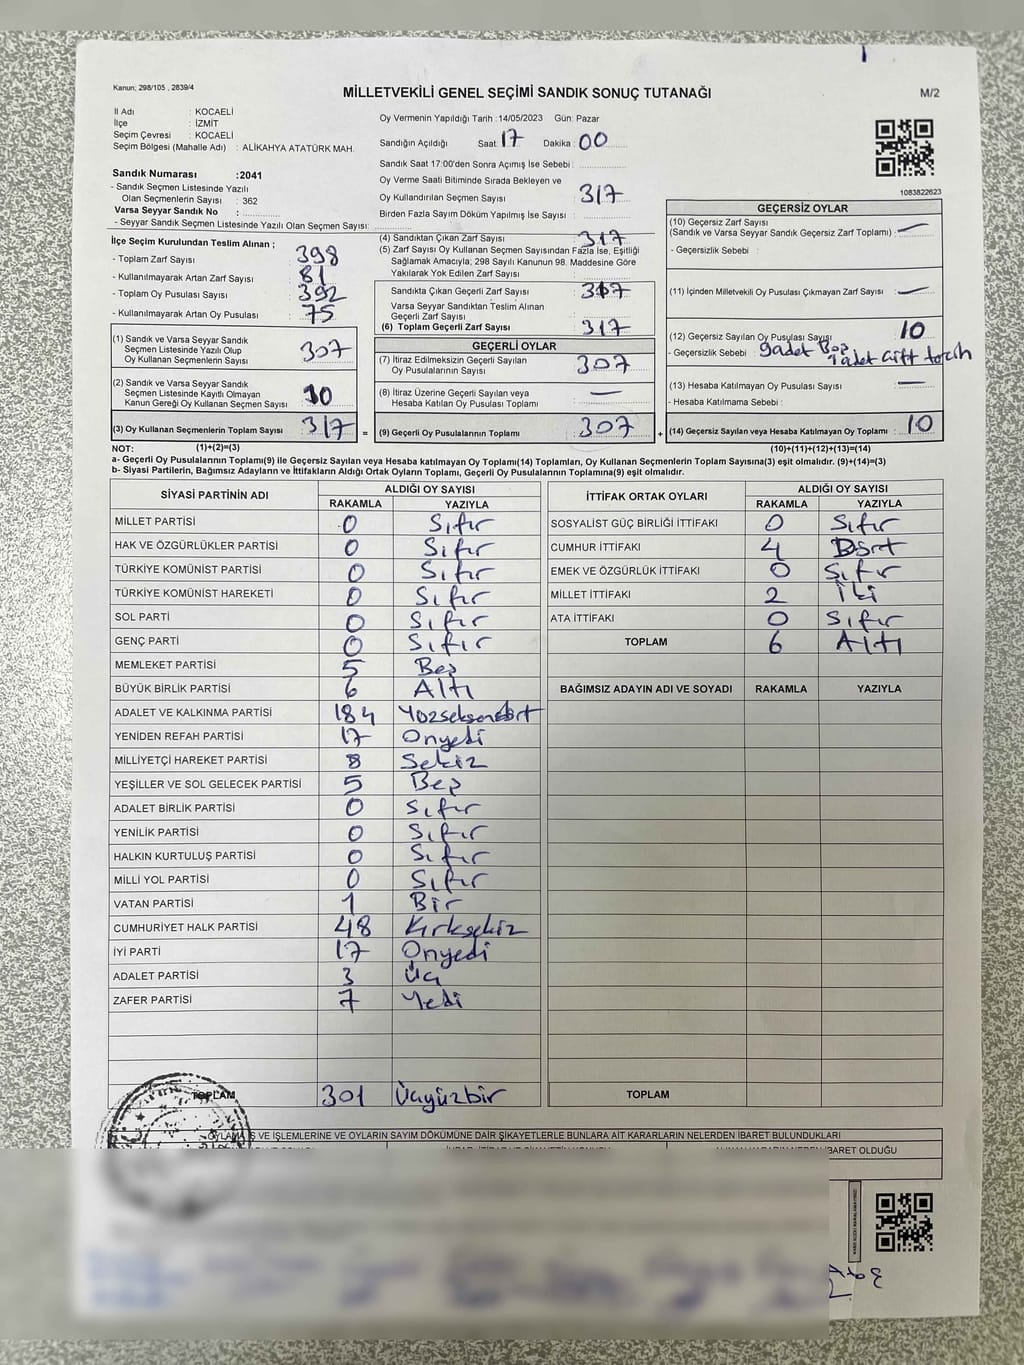 Kanun; 298/105 , 2839/4
MİLLETVEKİLİ GENEL SEÇİMİ SANDIK SONUÇ TUTANAĞI
M/2
İl Adı : KOCAELİ
İlçe : İZMİT
Seçim Çevresi : KOCAELİ
Seçim Bölgesi (Mahalle Adı) : ALİKAHYA ATATÜRK MAH.
Oy Vermenin Yapıldığı Tarih :14/05/2023 Gün: Pazar
Sandığın Açıldığı Saat 17 Dakika 00
Sandık Saat 17:00'den Sonra Açımış İse Sebebi :
Oy Verme Saati Bitiminde Sırada Bekleyen ve
Oy Kullandırılan Seçmen Sayısı : 317
Birden Fazla Sayım Döküm Yapılmış İse Sayısı :
1083822623
Sandık Numarası :2041
- Sandık Seçmen Listesinde Yazılı
Olan Seçmenlerin Sayısı : 362
Varsa Seyyar Sandık No :
- Seyyar Sandık Seçmen Listesinde Yazılı Olan Seçmen Sayısı:
İlçe Seçim Kurulundan Teslim Alınan ;
- Toplam Zarf Sayısı : 398
- Kullanılmayarak Artan Zarf Sayısı : 81
- Toplam Oy Pusulası Sayısı : 392
- Kullanılmayarak Artan Oy Pusulası : 75
(1) Sandık ve Varsa Seyyar Sandık
Seçmen Listesinde Yazılı Olup
Oy Kullanan Seçmenlerin Sayısı : 307
(2) Sandık ve Varsa Seyyar Sandık
Seçmen Listesinde Kayıtlı Olmayan
Kanun Gereği Oy Kullanan Seçmen Sayısı : 10
(3) Oy Kullanan Seçmenlerin Toplam Sayısı : 317
(4) Sandıktan Çıkan Zarf Sayısı : 317
(5) Zarf Sayısı Oy Kullanan Seçmen Sayısından Fazla İse, Eşitliği
Sağlamak Amacıyla; 298 Sayılı Kanunun 98. Maddesine Göre
Yakılarak Yok Edilen Zarf Sayısı :
Sandıkta Çıkan Geçerli Zarf Sayısı : 317
Varsa Seyyar Sandıktan Teslim Alınan
Geçerli Zarf Sayısı :
(6) Toplam Geçerli Zarf Sayısı : 317
GEÇERLİ OYLAR
(7) İtiraz Edilmeksizin Geçerli Sayılan
Oy Pusulalarının Sayısı : 307
(8) İtiraz Üzerine Geçerli Sayılan veya
Hesaba Katılan Oy Pusulası Toplamı : —
= (9) Geçerli Oy Pusulalarının Toplamı : 307
GEÇERSİZ OYLAR
(10) Geçersiz Zarf Sayısı
(Sandık ve Varsa Seyyar Sandık Geçersiz Zarf Toplamı) : —
- Geçersizlik Sebebi :
(11) İçinden Milletvekili Oy Pusulası Çıkmayan Zarf Sayısı : —
(12) Geçersiz Sayılan Oy Pusulası Sayısı : 10
- Geçersizlik Sebebi : 9adet Boş
1 adet çift tercih
(13) Hesaba Katılmayan Oy Pusulası Sayısı : —
- Hesaba Katılmama Sebebi :
+ (14) Geçersiz Sayılan veya Hesaba Katılmayan Oy Toplamı : 10
NOT: (1)+(2)=(3) (10)+(11)+(12)+(13)=(14)
a- Geçerli Oy Pusulalarının Toplamı(9) ile Geçersiz Sayılan veya Hesaba katılmayan Oy Toplamı(14) Toplamları, Oy Kullanan Seçmenlerin Toplam Sayısına(3) eşit olmalıdır. (9)+(14)=(3)
b- Siyasi Partilerin, Bağımsız Adayların ve İttifakların Aldığı Oyların Toplamı, Geçerli Oy Pusulalarının Toplamına(9) eşit olmalıdır.
SİYASİ PARTİNİN ADI ALDIĞI OY SAYISI
RAKAMLA YAZIYLA
MİLLET PARTİSİ 0 Sıfır
HAK VE ÖZGÜRLÜKLER PARTİSİ 0 Sıfır
TÜRKİYE KOMÜNİST PARTİSİ 0 Sıfır
TÜRKİYE KOMÜNİST HAREKETİ 0 Sıfır
SOL PARTİ 0 Sıfır
GENÇ PARTİ 0 Sıfır
MEMLEKET PARTİSİ 5 Beş
BÜYÜK BİRLİK PARTİSİ 6 Altı
ADALET VE KALKINMA PARTİSİ 184 Yüzseksendört
YENİDEN REFAH PARTİSİ 17 Onyedi
MİLLİYETÇİ HAREKET PARTİSİ 8 Sekiz
YEŞİLLER VE SOL GELECEK PARTİSİ 5 Beş
ADALET BİRLİK PARTİSİ 0 Sıfır
YENİLİK PARTİSİ 0 Sıfır
HALKIN KURTULUŞ PARTİSİ 0 Sıfır
MİLLİ YOL PARTİSİ 0 Sıfır
VATAN PARTİSİ 1 Bir
CUMHURİYET HALK PARTİSİ 48 Kırksekiz
İYİ PARTİ 17 Onyedi
ADALET PARTİSİ 3 Üç
ZAFER PARTİSİ 7 Yedi
TOPLAM 301 Üçyüzbir
İTTİFAK ORTAK OYLARI ALDIĞI OY SAYISI
RAKAMLA YAZIYLA
SOSYALİST GÜÇ BİRLİĞİ İTTİFAKI 0 Sıfır
CUMHUR İTTİFAKI 4 Dört
EMEK VE ÖZGÜRLÜK İTTİFAKI 0 Sıfır
MİLLET İTTİFAKI 2 İki
ATA İTTİFAKI 0 Sıfır
TOPLAM 6 Altı
BAĞIMSIZ ADAYIN ADI VE SOYADI RAKAMLA YAZIYLA
TOPLAM
VE İŞLEMLERİNE VE OYLARIN SAYIM DÖKÜMÜNE DAİR ŞİKAYETLERLE BUNLARA AİT KARARLARIN NELERDEN İBARET BULUNDUKLARI
İBARET OLDUĞU